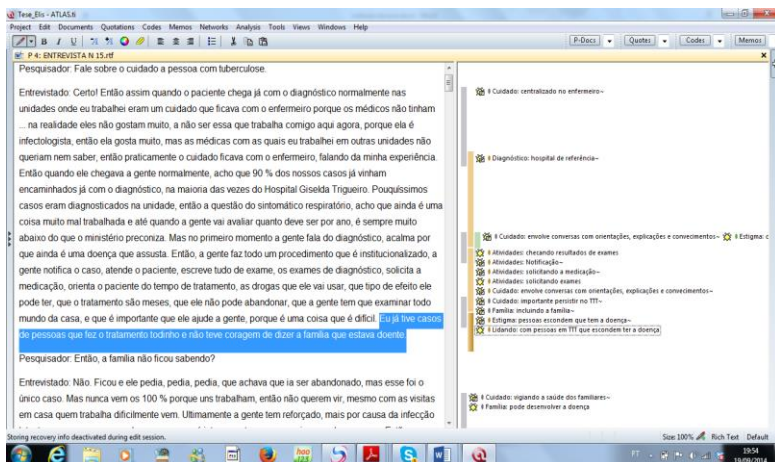 Tese_Elis - ATLAS.ti
Project Edit Documents Quotations Codes Memos Networks Analysis Tools Views Windows Help
B I U P-Docs Quotes Codes Memos
P 4: ENTREVISTA N 15.rtf
Pesquisador: Fale sobre o cuidado a pessoa com tuberculose.
Entrevistado: Certo! Então assim quando o paciente chega já com o diagnóstico normalmente nas
unidades onde eu trabalhei eram um cuidado que ficava com o enfermeiro porque os médicos não tinham
... na realidade eles não gostam muito, a não ser essa que trabalha comigo aqui agora, porque ela é
infectologista, então ela gosta muito, mas as médicas com as quais eu trabalhei em outras unidades não
queriam nem saber, então praticamente o cuidado ficava com o enfermeiro, falando da minha experiência.
Então quando ele chegava a gente normalmente, acho que 90 % dos nossos casos já vinham
encaminhados já com o diagnóstico, na maioria das vezes do Hospital Giselda Trigueiro. Pouquíssimos
casos eram diagnosticados na unidade, então a questão do sintomático respiratório, acho que ainda é uma
coisa muito mal trabalhada e até quando a gente vai avaliar quanto deve ser por ano, é sempre muito
abaixo do que o ministério preconiza. Mas no primeiro momento a gente fala do diagnóstico, acalma por
que ainda é uma doença que assusta. Então, a gente faz todo um procedimento que é institucionalizado, a
gente notifica o caso, atende o paciente, escreve tudo de exame, os exames de diagnóstico, solicita a
medicação, orienta o paciente do tempo de tratamento, as drogas que ele vai usar, que tipo de efeito ele
pode ter, que o tratamento são meses, que ele não pode abandonar, que a gente tem que examinar todo
mundo da casa, e que é importante que ele ajude a gente, porque é uma coisa que é difícil. Eu já tive casos
de pessoas que fez o tratamento todinho e não teve coragem de dizer a família que estava doente.
Pesquisador: Então, a família não ficou sabendo?
Entrevistado: Não. Ficou e ele pedia, pedia, pedia, que achava que ia ser abandonado, mas esse foi o
único caso. Mas nunca vem os 100 % porque uns trabalham, então não querem vir, mesmo com as visitas
em casa quem trabalha dificilmente vem. Ultimamente a gente tem reforçado, mais por causa da infecção
Cuidado: centralizado no enfermeiro~
Diagnóstico: hospital de referência~
Cuidado: envolve conversas com orientações, explicações e convecimentos~ Estigma: c
Atividades: checando resultados de exames
Atividades: Notificação~
Atividades: solicitando a medicação~
Atividades: solicitando exames
Cuidado: envolve conversas com orientações, explicações e convecimentos~
Cuidado: importante persistir no TTT~
Família: incluindo a família~
Estigma: pessoas escondem que tem a doença~
Lidando: com pessoas em TTT que escondem ter a doença
Cuidado: vigiando a saúde dos familiares~
Família: pode desenvolver a doença
Storing recovery info deactivated during edit session. Size: 100% Rich Text Default
PT 19:54
19/09/2014